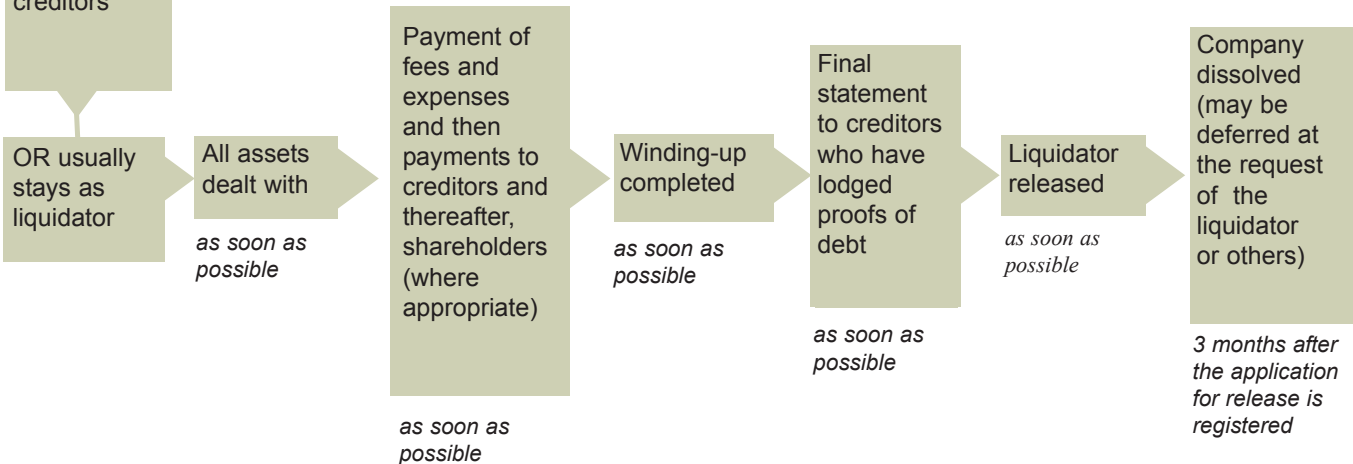 creditors
OR usually
stays as
liquidator
All assets
dealt with
as soon as
possible
Payment of
fees and
expenses
and then
payments to
creditors and
thereafter,
shareholders
(where
appropriate)
as soon as
possible
Winding-up
completed
as soon as
possible
Final
statement
to creditors
who have
lodged
proofs of
debt
as soon as
possible
Liquidator
released
as soon as
possible
Company
dissolved
(may be
deferred at
the request
of the
liquidator
or others)
3 months after
the application
for release is
registered